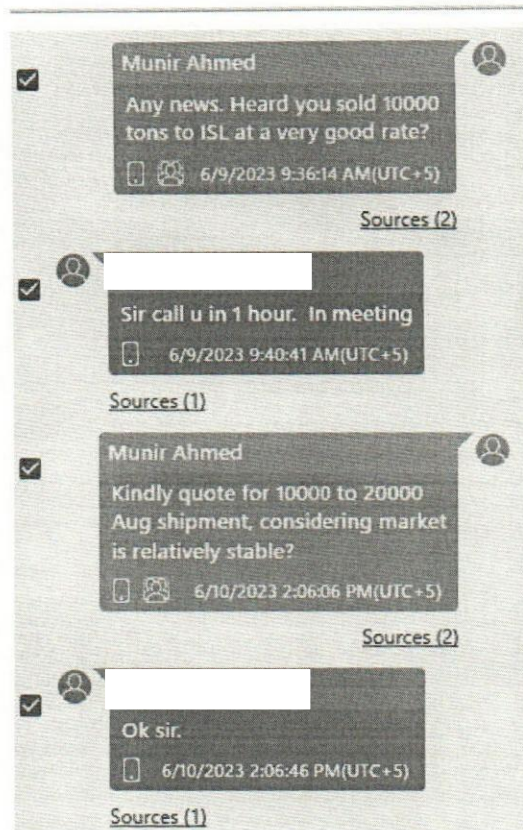 Munir Ahmed
Any news. Heard you sold 10000
tons to ISL at a very good rate?
6/9/2023 9:36:14 AM(UTC+5)
Sources (2)
Sir call u in 1 hour. In meeting
6/9/2023 9:40:41 AM(UTC+5)
Sources (1)
Munir Ahmed
Kindly quote for 10000 to 20000
Aug shipment, considering market
is relatively stable?
6/10/2023 2:06:06 PM(UTC+5)
Sources (2)
Ok sir.
6/10/2023 2:06:46 PM(UTC+5)
Sources (1)